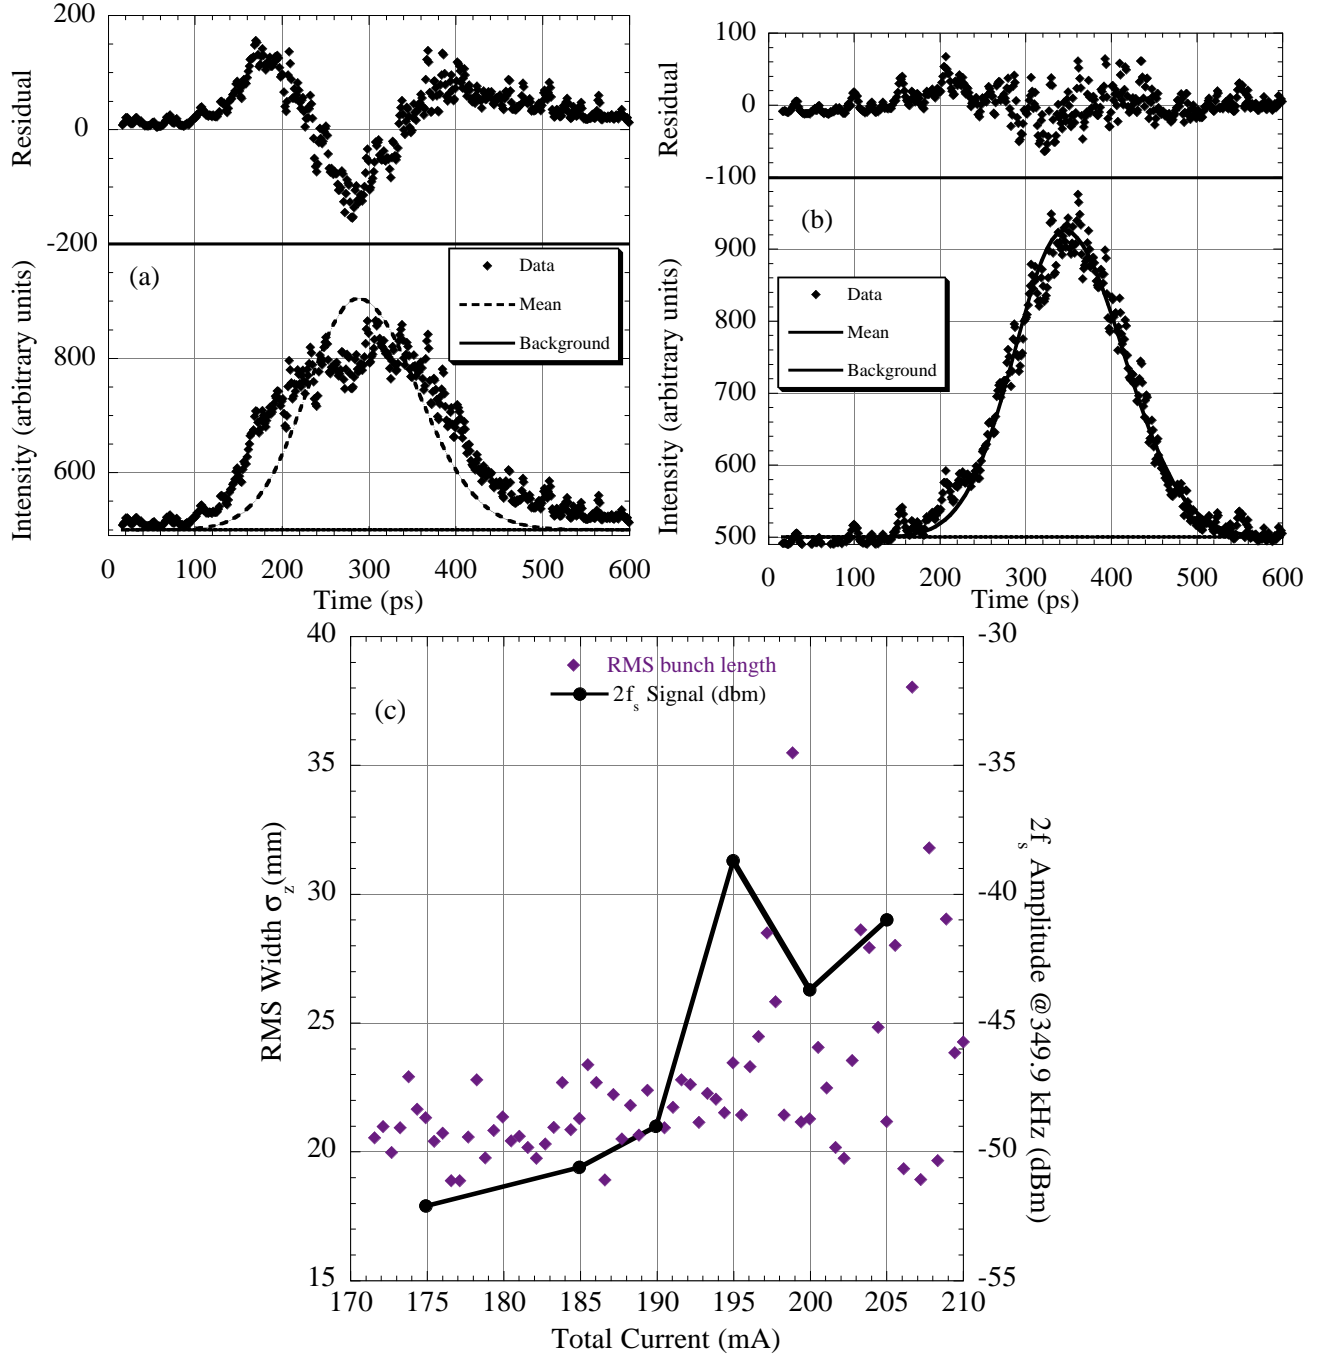 200
100
0
-100
-200
Residual
800
600
Intensity (arbitrary units)
(a)
Data
Mean
Background
0 100 200 300 400 500 600
Time (ps)
100
0
-100
Residual
900
800
700
600
500
Intensity (arbitrary units)
(b)
Data
Mean
Background
0 100 200 300 400 500 600
Time (ps)
40
35
30
25
20
15
RMS Width σz (mm)
(c)
RMS bunch length
2fs Signal (dbm)
-30
-35
-40
-45
-50
-55
2fs Amplitude @349.9 kHz (dBm)
170 175 180 185 190 195 200 205 210
Total Current (mA)